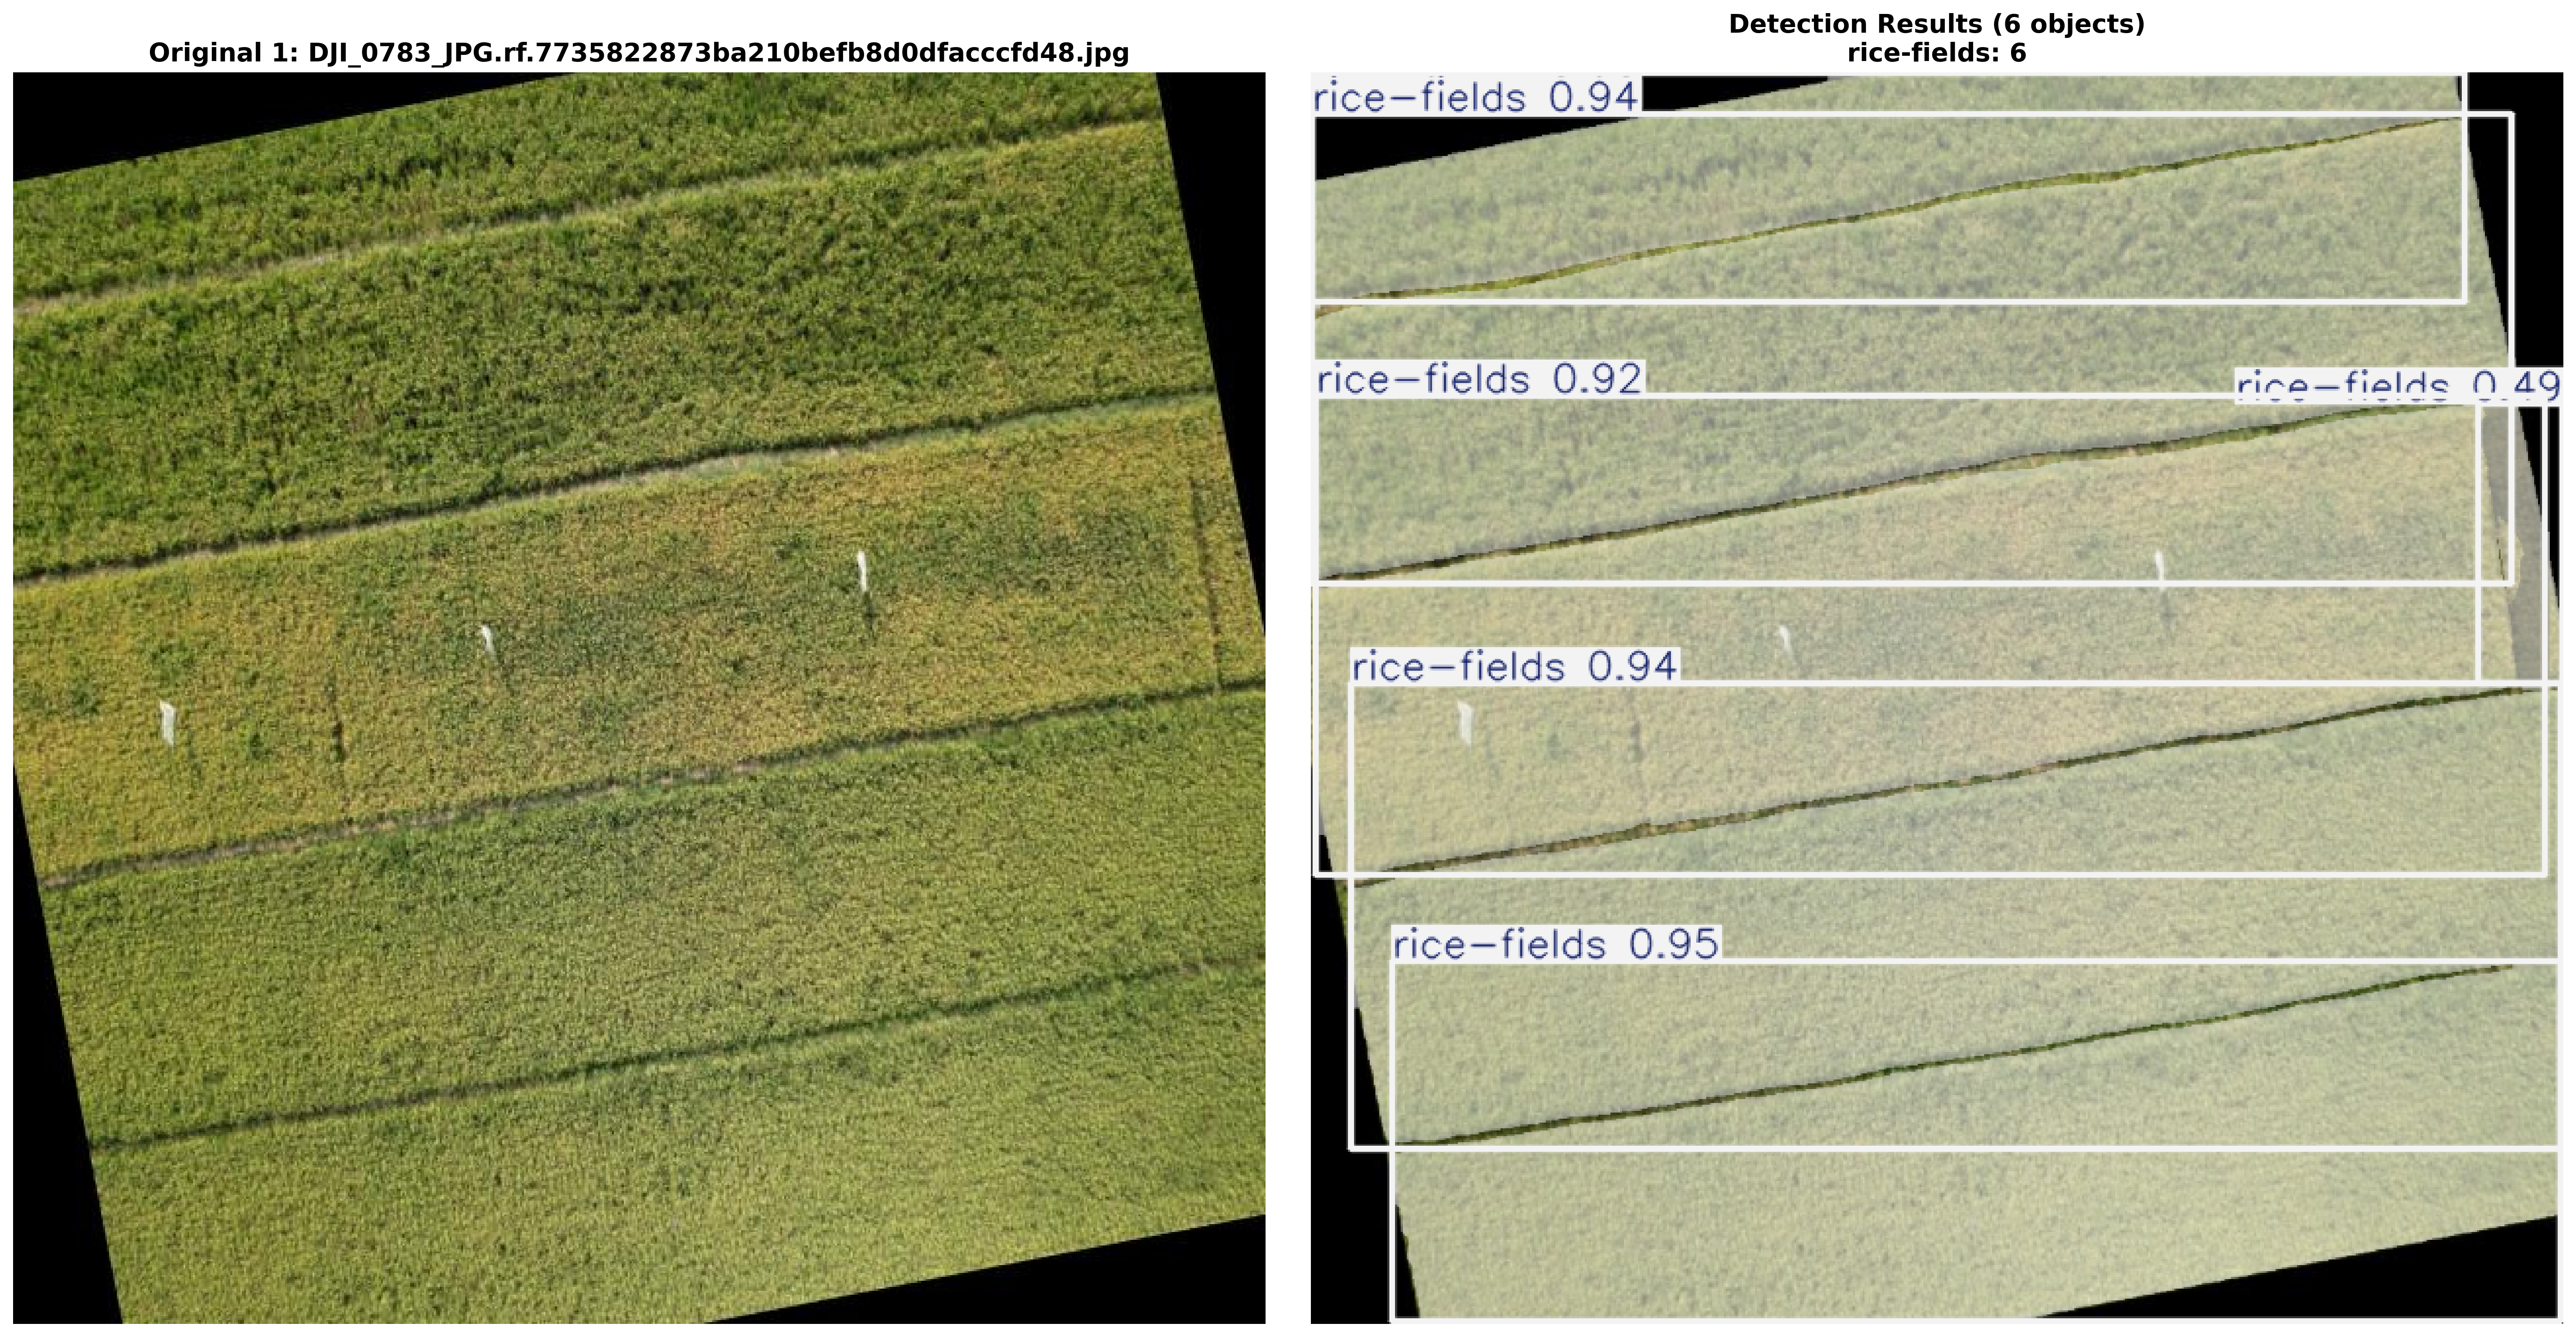 Original 1: DJI_0783_JPG.rf.7735822873ba210befb8d0dfacccfd48.jpg
Detection Results (6 objects)
rice-fields: 6
rice-fields 0.94
rice-fields 0.92
rice-fields 0.49
rice-fields 0.94
rice-fields 0.95